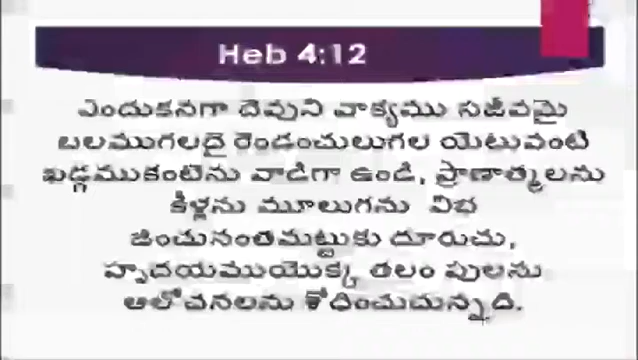 Heb 4:12
ఎందుకనగా దేవుని వాక్యము సజీవమై
బలముగలదై రెండంచులుగల యెటువంటి
ఖడ్గముకంటెను వాడిగా ఉండి, ప్రాణాత్మలను
కీళ్లను మూలుగను విభ
జించునంతమట్టుకు దూరుచు,
హృదయముయొక్క తలం పులను
ఆలోచనలను శోధించుచున్నది.